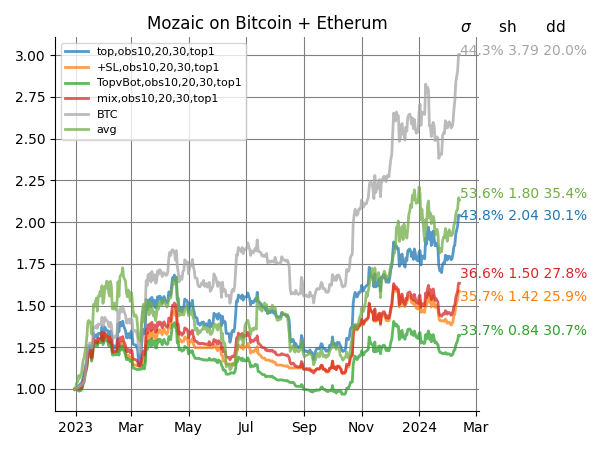 Mozaic on Bitcoin + Etherum
σ sh dd
3.00
2.75
2.50
2.25
2.00
1.75
1.50
1.25
1.00
top,obs10,20,30,top1
+SL,obs10,20,30,top1
TopvBot,obs10,20,30,top1
mix,obs10,20,30,top1
BTC
avg
44.3% 3.79 20.0%
53.6% 1.80 35.4%
43.8% 2.04 30.1%
36.6% 1.50 27.8%
35.7% 1.42 25.9%
33.7% 0.84 30.7%
2023 Mar May Jul Sep Nov 2024 Mar